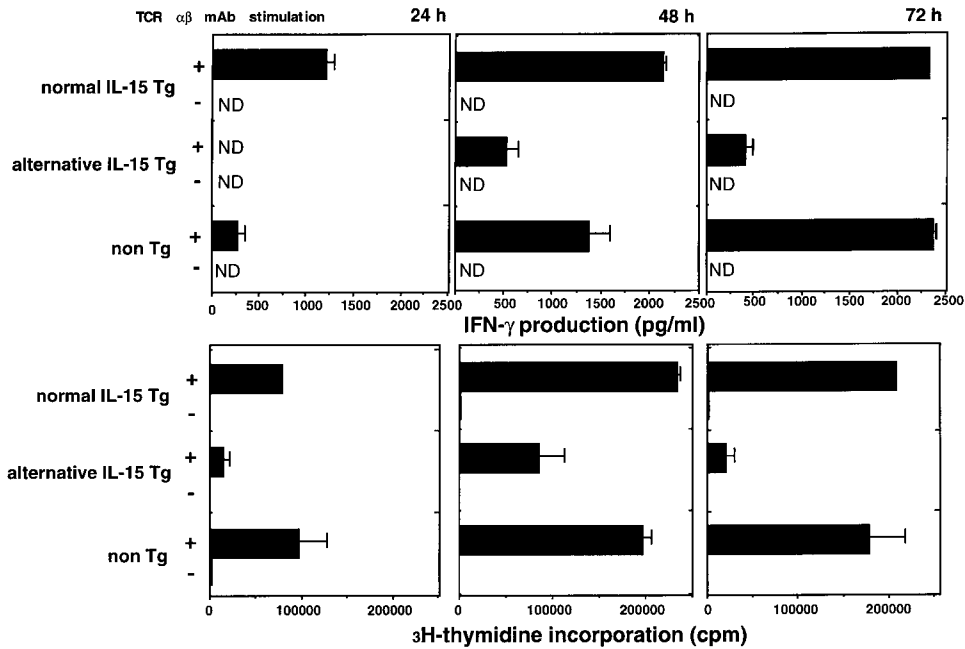 TCR αβ mAb stimulation 24 h 48 h 72 h
normal IL-15 Tg + 
- ND ND ND
alternative IL-15 Tg + ND
- ND ND ND
non Tg +
- ND ND ND
0 500 1000 1500 2000 2500 500 1000 1500 2000 2500 0 500 1000 1500 2000 2500
IFN-γ production (pg/ml)
normal IL-15 Tg +
-
alternative IL-15 Tg +
-
non Tg +
-
0 100000 200000 0 100000 200000 0 100000 200000
3H-thymidine incorporation (cpm)